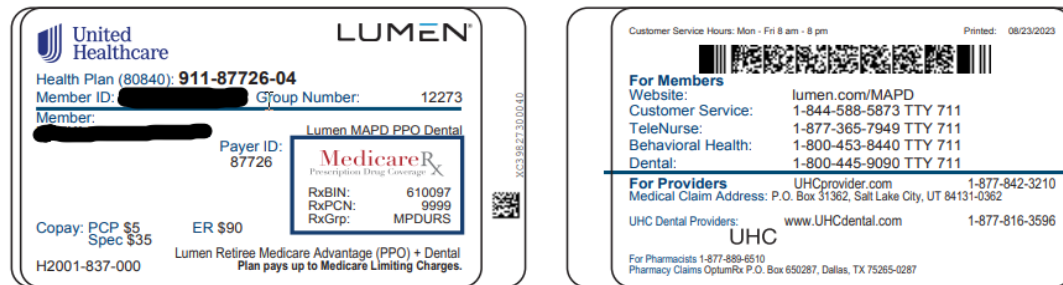 United
Healthcare
LUMEN
Health Plan (80840): 911-87726-04
Member ID: Group Number: 12273
Member:
Lumen MAPD PPO Dental
Payer ID:
87726
MedicareRx
Prescription Drug Coverage
RxBIN: 610097
RxPCN: 9999
RxGrp: MPDURS
Copay: PCP $5 ER $90
Spec $35
Lumen Retiree Medicare Advantage (PPO) + Dental
H2001-837-000 Plan pays up to Medicare Limiting Charges.
XC39827300040
Customer Service Hours: Mon - Fri 8 am - 8 pm Printed: 08/23/2023
For Members
Website: lumen.com/MAPD
Customer Service: 1-844-588-5873 TTY 711
TeleNurse: 1-877-365-7949 TTY 711
Behavioral Health: 1-800-453-8440 TTY 711
Dental: 1-800-445-9090 TTY 711
For Providers UHCprovider.com 1-877-842-3210
Medical Claim Address: P.O. Box 31362, Salt Lake City, UT 84131-0362
UHC Dental Providers: www.UHCdental.com 1-877-816-3596
UHC
For Pharmacists 1-877-889-6510
Pharmacy Claims OptumRx P.O. Box 650287, Dallas, TX 75265-0287